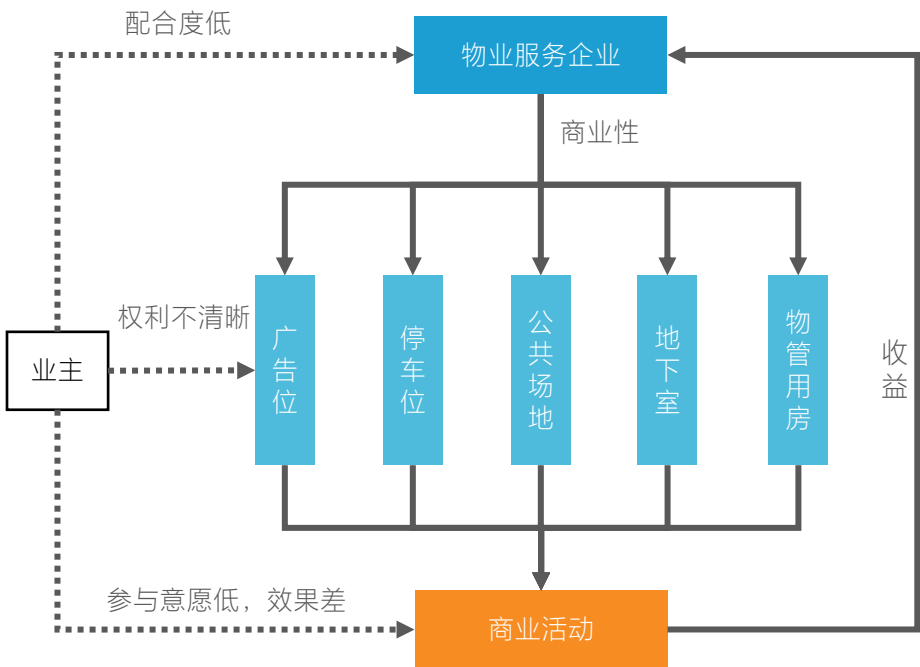 配合度低
物业服务企业
商业性
权利不清晰
业主
广告位
停车位
公共场地
地下室
物管用房
收益
参与意愿低，效果差
商业活动